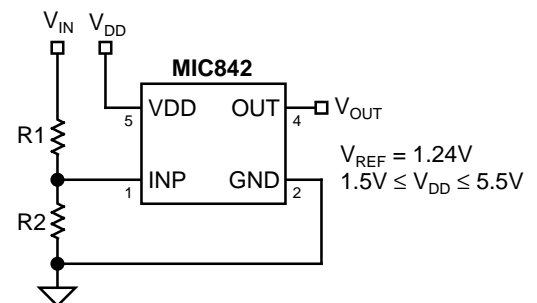 V_IN V_DD
MIC842
VDD OUT
5 4
V_OUT
R1
V_REF = 1.24V
1.5V ≤ V_DD ≤ 5.5V
INP GND
1 2
R2